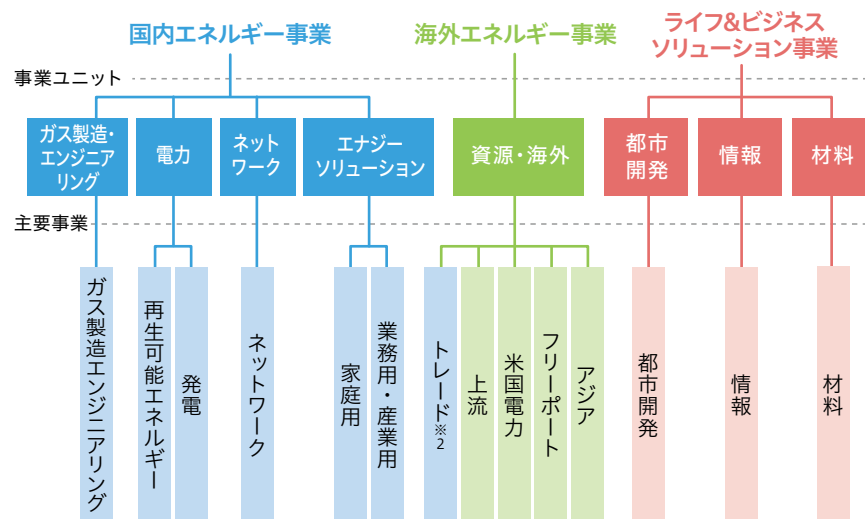 国内エネルギー事業
海外エネルギー事業
ライフ&ビジネス
ソリューション事業
事業ユニット
ガス製造・
エンジニア
リング
電力
ネット
ワーク
エナジー
ソリューション
資源・海外
都市
開発
情報
材料
主要事業
ガス製造エンジニアリング
再生可能エネルギー
発電
ネットワーク
家庭用
業務用・産業用
トレード※2
上流
米国電力
フリーポート
アジア
都市開発
情報
材料